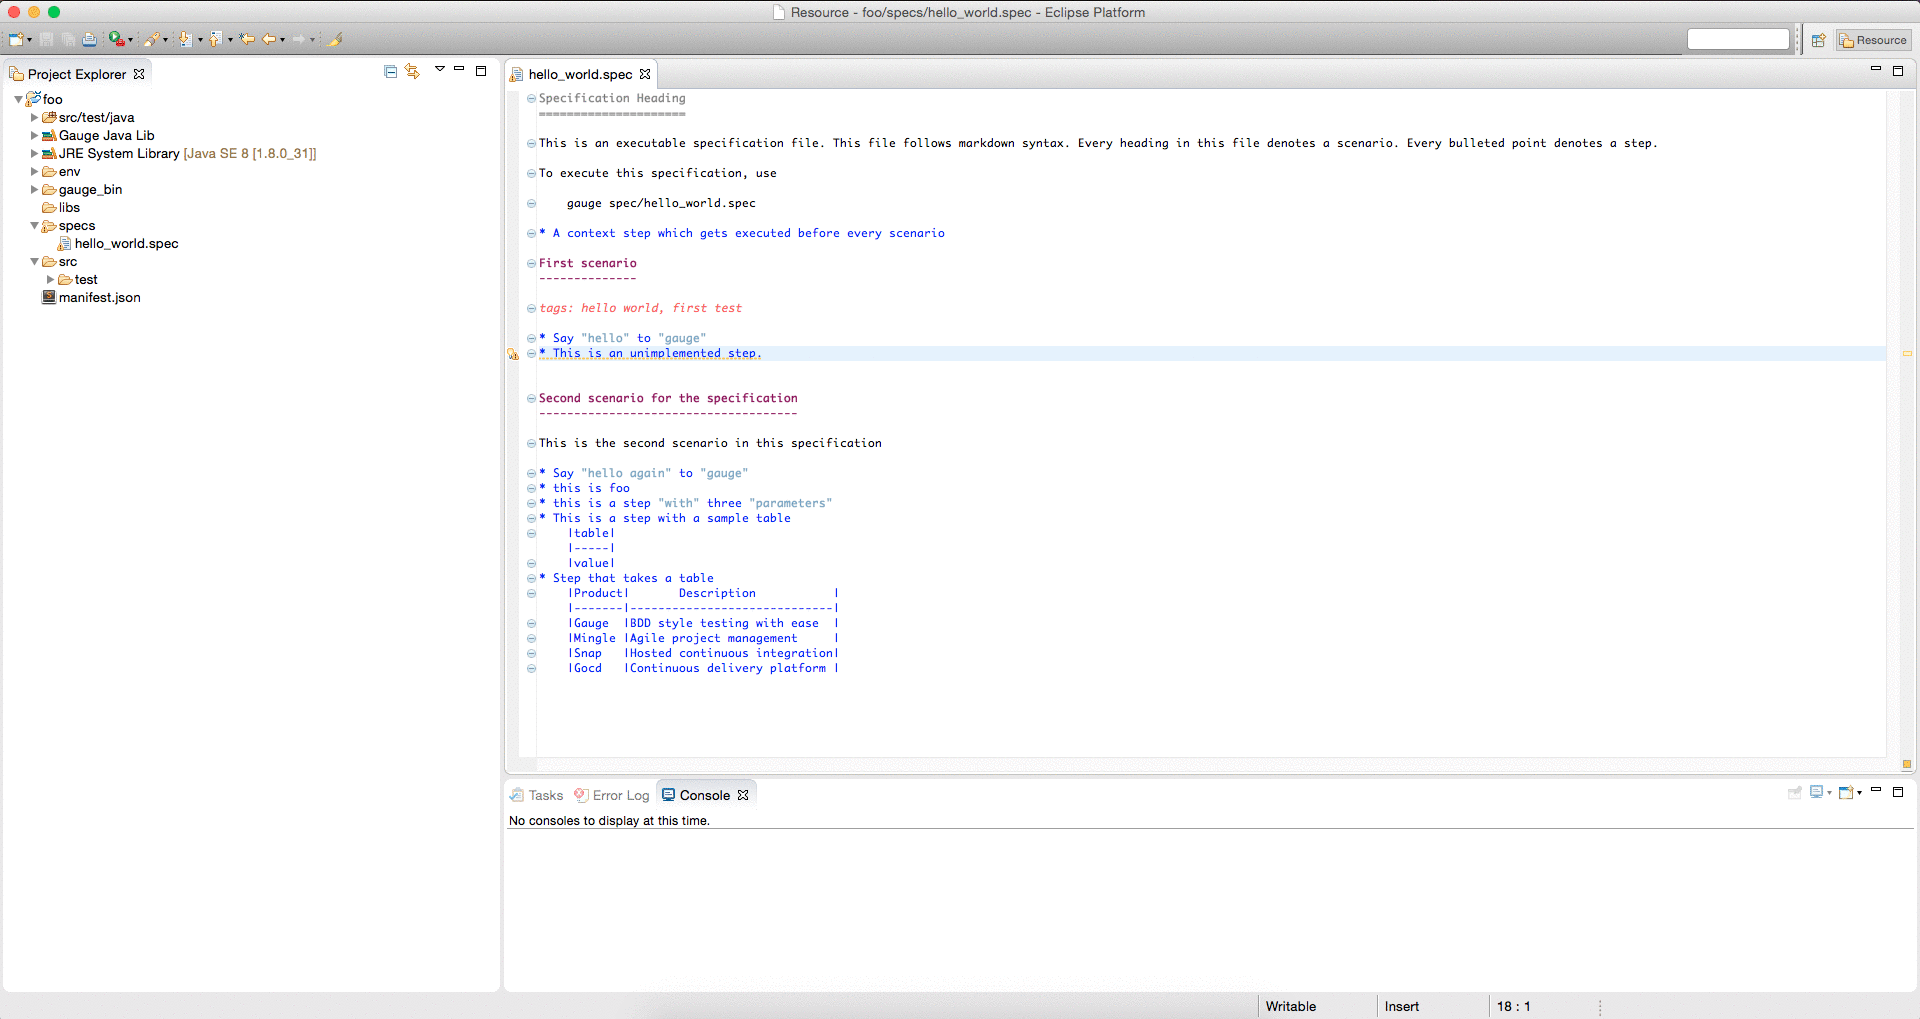 Resource - foo/specs/hello_world.spec - Eclipse Platform
Resource
Project Explorer
foo
src/test/java
Gauge Java Lib
JRE System Library [Java SE 8 [1.8.0_31]]
env
gauge_bin
libs
specs
hello_world.spec
src
test
manifest.json
hello_world.spec
Specification Heading
=====================
This is an executable specification file. This file follows markdown syntax. Every heading in this file denotes a scenario. Every bulleted point denotes a step.
To execute this specification, use
gauge spec/hello_world.spec
* A context step which gets executed before every scenario
First scenario
--------------
tags: hello world, first test
* Say "hello" to "gauge"
* This is an unimplemented step.
Second scenario for the specification
-------------------------------------
This is the second scenario in this specification
* Say "hello again" to "gauge"
* this is foo
* this is a step "with" three "parameters"
* This is a step with a sample table
|table|
|-----|
|value|
* Step that takes a table
|Product|       Description           |
|-------|-----------------------------|
|Gauge  |BDD style testing with ease  |
|Mingle |Agile project management     |
|Snap   |Hosted continuous integration|
|Gocd   |Continuous delivery platform |
Tasks
Error Log
Console
No consoles to display at this time.
Writable
Insert
18 : 1